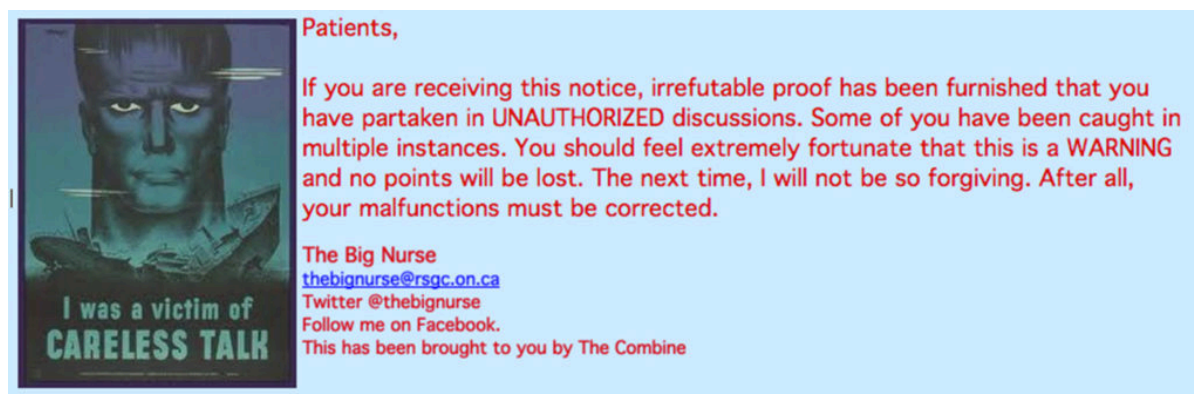 Patients,
If you are receiving this notice, irrefutable proof has been furnished that you
have partaken in UNAUTHORIZED discussions. Some of you have been caught in
multiple instances. You should feel extremely fortunate that this is a WARNING
and no points will be lost. The next time, I will not be so forgiving. After all,
your malfunctions must be corrected.
The Big Nurse
thebignurse@rsgc.on.ca
Twitter @thebignurse
Follow me on Facebook.
This has been brought to you by The Combine
I was a victim of
CARELESS TALK